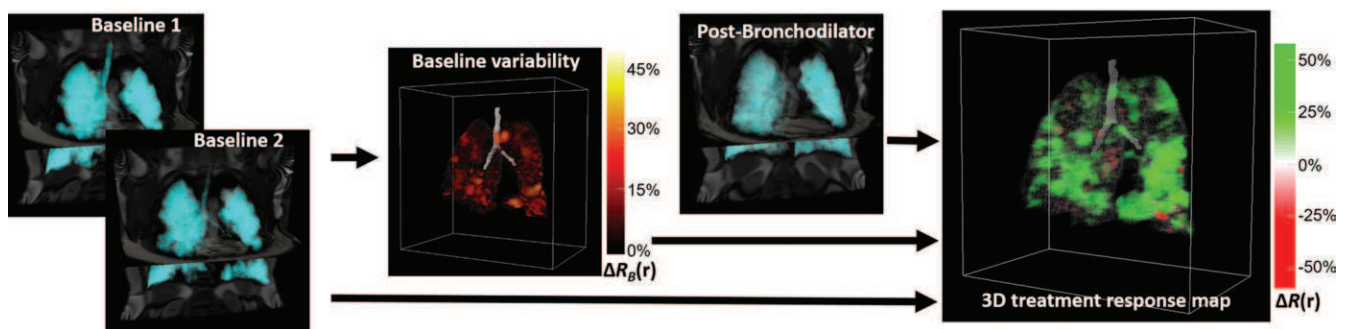 Baseline 1
Baseline 2
Baseline variability
45%
30%
15%
0%
ΔR_B(r)
Post-Bronchodilator
3D treatment response map
50%
25%
0%
-25%
-50%
ΔR(r)